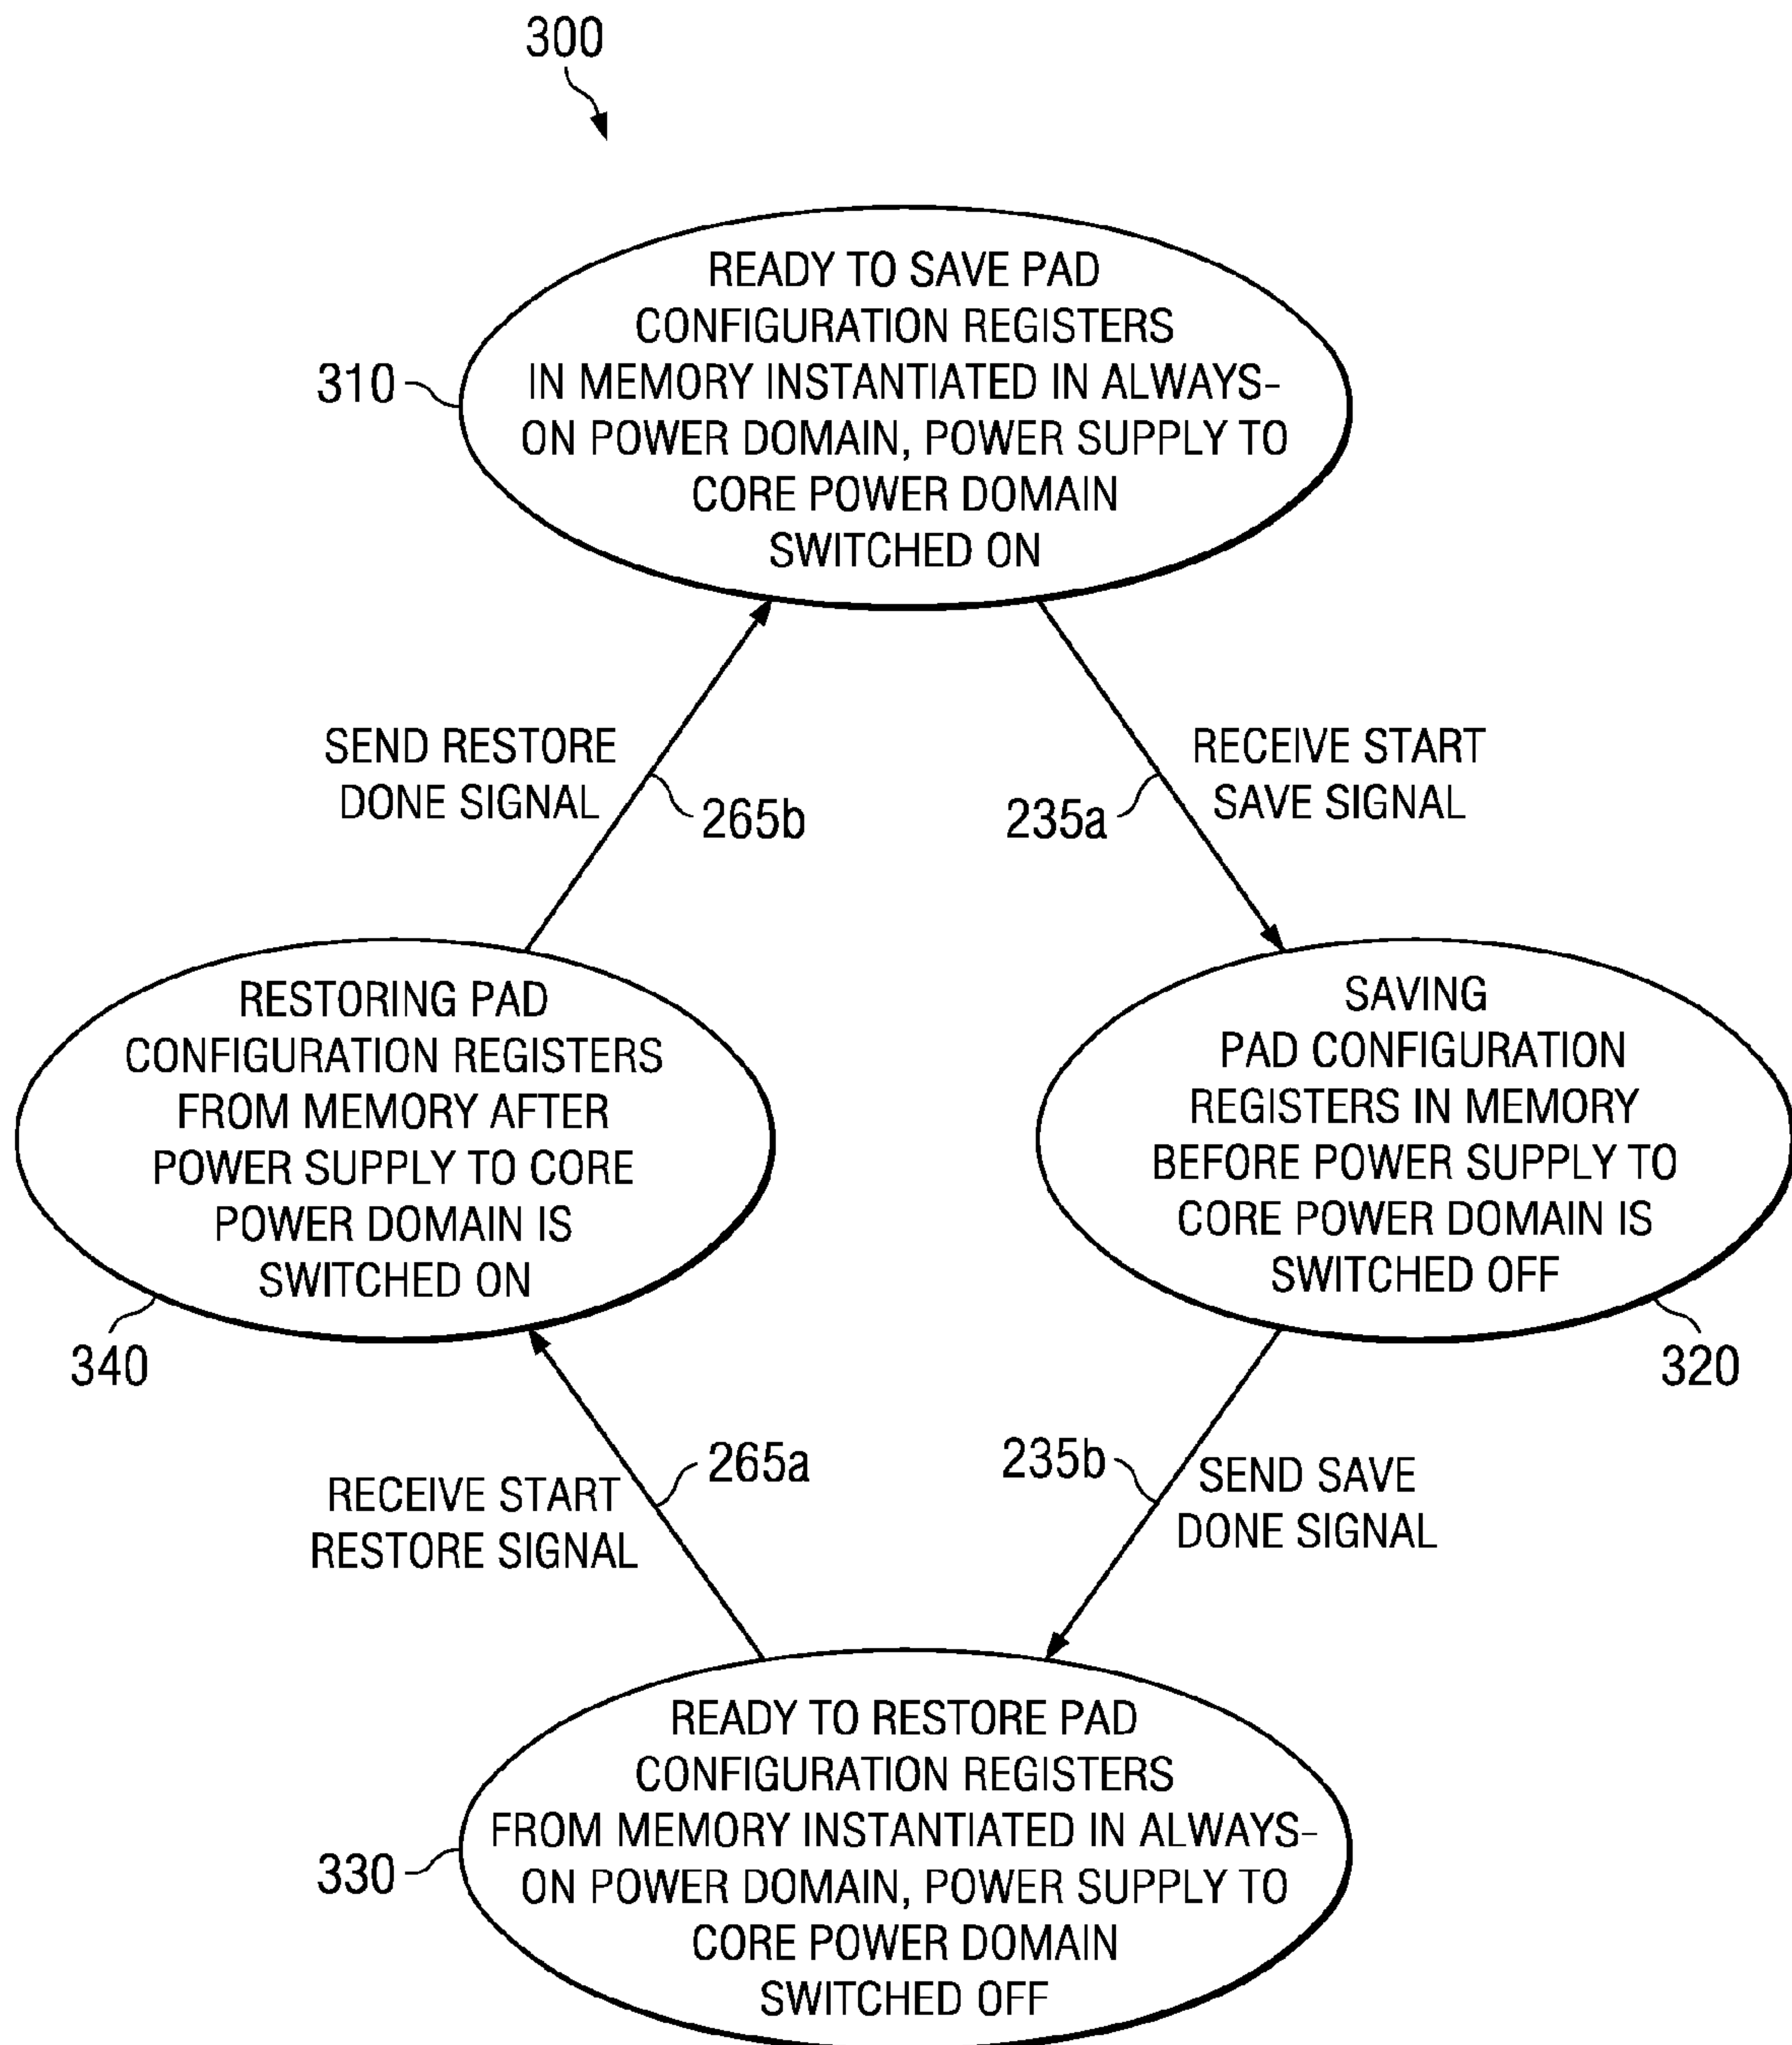 300
READY TO SAVE PAD
CONFIGURATION REGISTERS
IN MEMORY INSTANTIATED IN ALWAYS-
ON POWER DOMAIN, POWER SUPPLY TO
CORE POWER DOMAIN
SWITCHED ON
310
SEND RESTORE
DONE SIGNAL
265b
235a
RECEIVE START
SAVE SIGNAL
RESTORING PAD
CONFIGURATION REGISTERS
FROM MEMORY AFTER
POWER SUPPLY TO CORE
POWER DOMAIN IS
SWITCHED ON
340
SAVING
PAD CONFIGURATION
REGISTERS IN MEMORY
BEFORE POWER SUPPLY TO
CORE POWER DOMAIN IS
SWITCHED OFF
320
RECEIVE START
RESTORE SIGNAL
265a
235b
SEND SAVE
DONE SIGNAL
READY TO RESTORE PAD
CONFIGURATION REGISTERS
FROM MEMORY INSTANTIATED IN ALWAYS-
ON POWER DOMAIN, POWER SUPPLY TO
CORE POWER DOMAIN
SWITCHED OFF
330